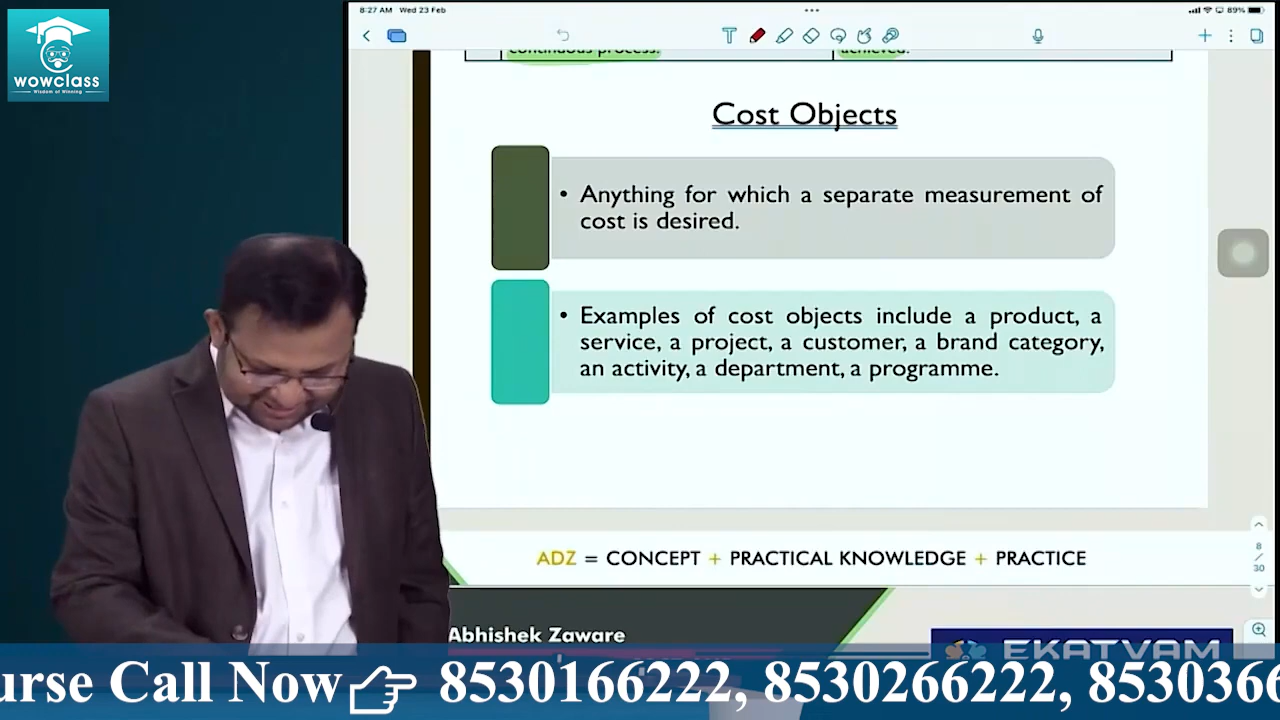 8:27 AM Wed 23 Feb
89%
wowclass
Wisdom of Winning
continuous process.
achieved.
Cost Objects
• Anything for which a separate measurement of
cost is desired.
• Examples of cost objects include a product, a
service, a project, a customer, a brand category,
an activity, a department, a programme.
8
/
30
ADZ = CONCEPT + PRACTICAL KNOWLEDGE + PRACTICE
Abhishek Zaware
EKATVAM
urse Call Now 8530166222, 8530266222, 8530366